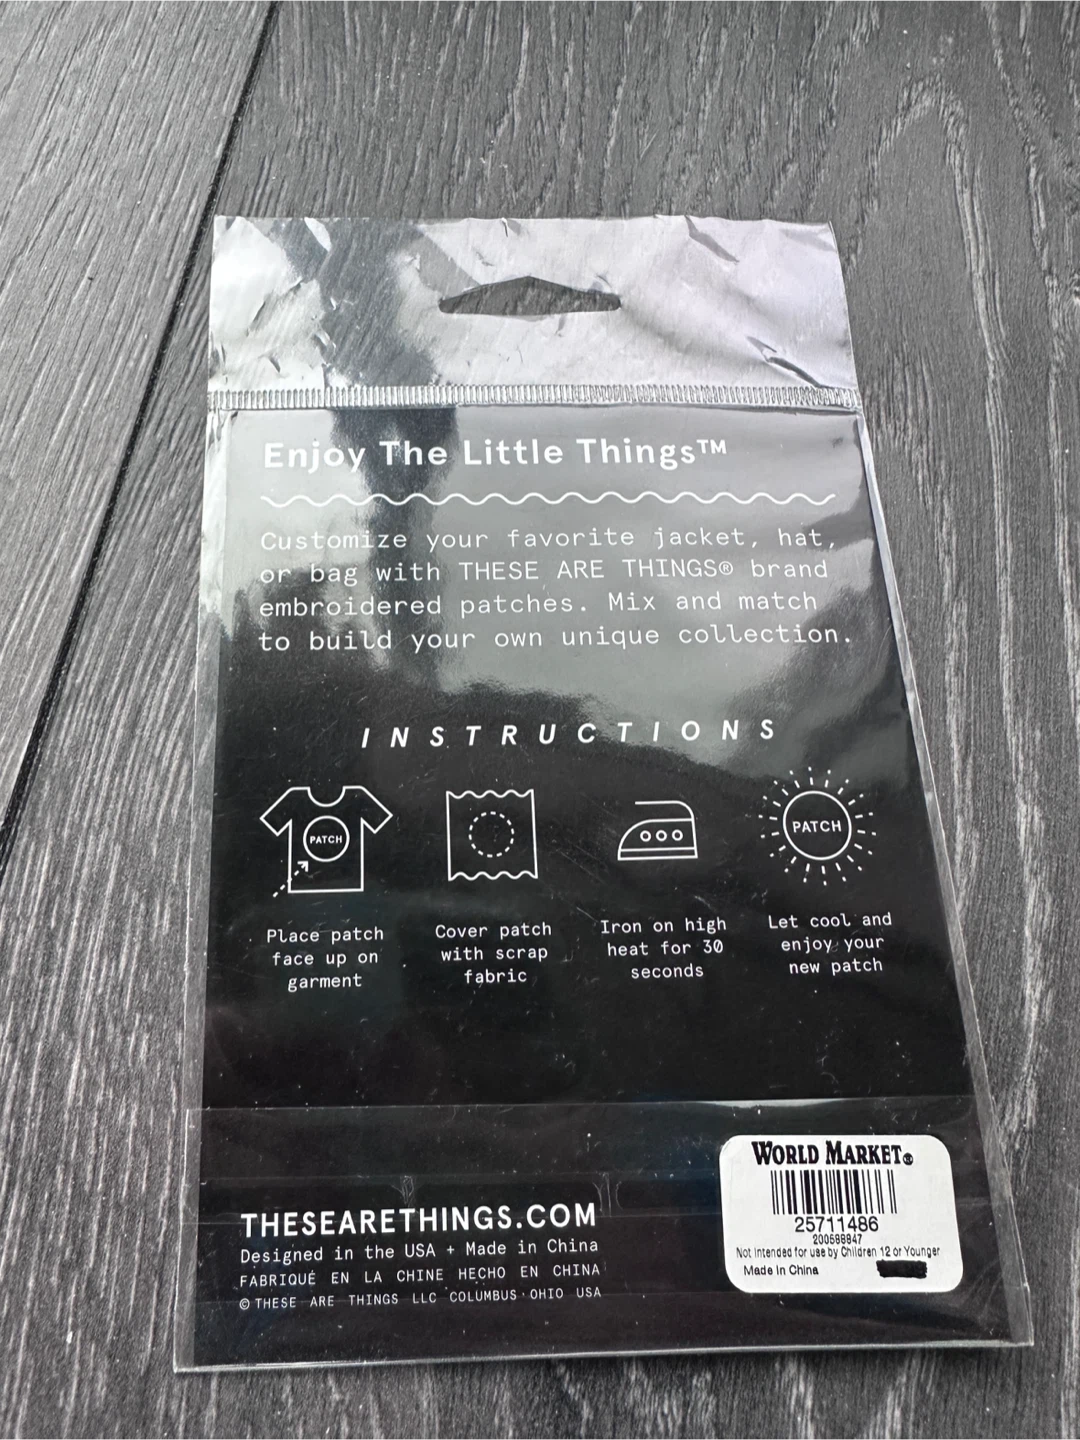 Enjoy The Little Things™
Customize your favorite jacket, hat,
or bag with THESE ARE THINGS® brand
embroidered patches. Mix and match
to build your own unique collection.
INSTRUCTIONS
PATCH
PATCH
Place patch
face up on
garment
Cover patch
with scrap
fabric
Iron on high
heat for 30
seconds
Let cool and
enjoy your
new patch
THESEARETHINGS.COM
Designed in the USA + Made in China
FABRIQUÉ EN LA CHINE HECHO EN CHINA
© THESE ARE THINGS LLC COLUMBUS OHIO USA
WORLD MARKET®
25711486
200588847
Not intended for use by Children 12 or Younger
Made in China